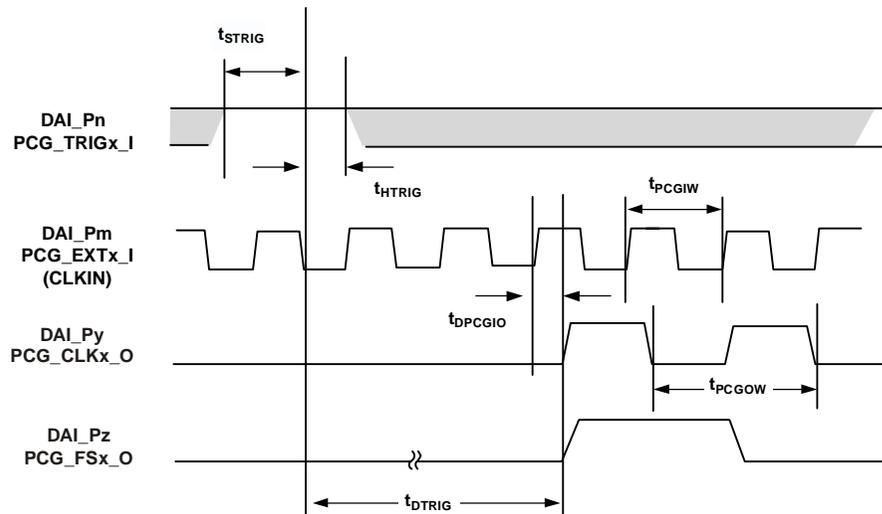 tSTRIG
DAI_Pn
PCG_TRIGx_I
tHTRIG
tPCGIW
DAI_Pm
PCG_EXTx_I
(CLKIN)
tDPCGIO
DAI_Py
PCG_CLKx_O
tPCGOW
DAI_Pz
PCG_FSx_O
tDTRIG